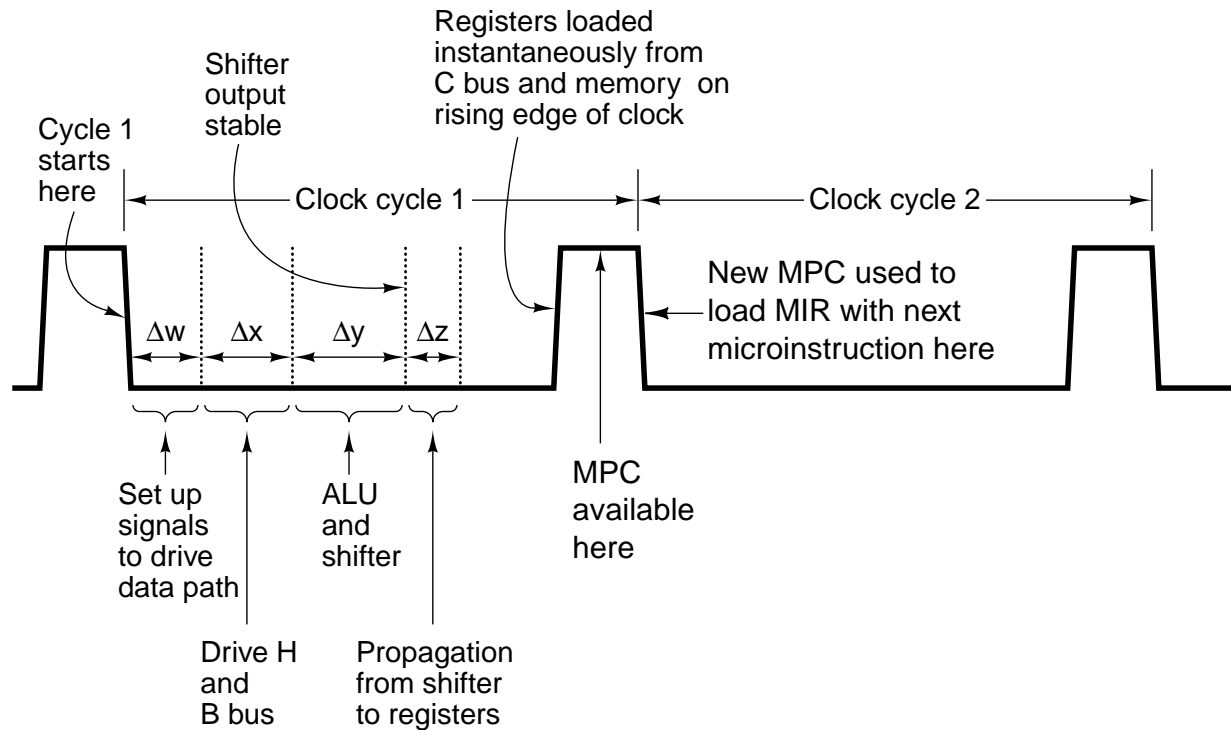 Registers loaded
instantaneously from
C bus and memory on
rising edge of clock
Shifter
output
stable
Cycle 1
starts
here
Clock cycle 1
Clock cycle 2
New MPC used to
load MIR with next
microinstruction here
Δw
Δx
Δy
Δz
Set up
signals
to drive
data path
ALU
and
shifter
MPC
available
here
Drive H
and
B bus
Propagation
from shifter
to registers